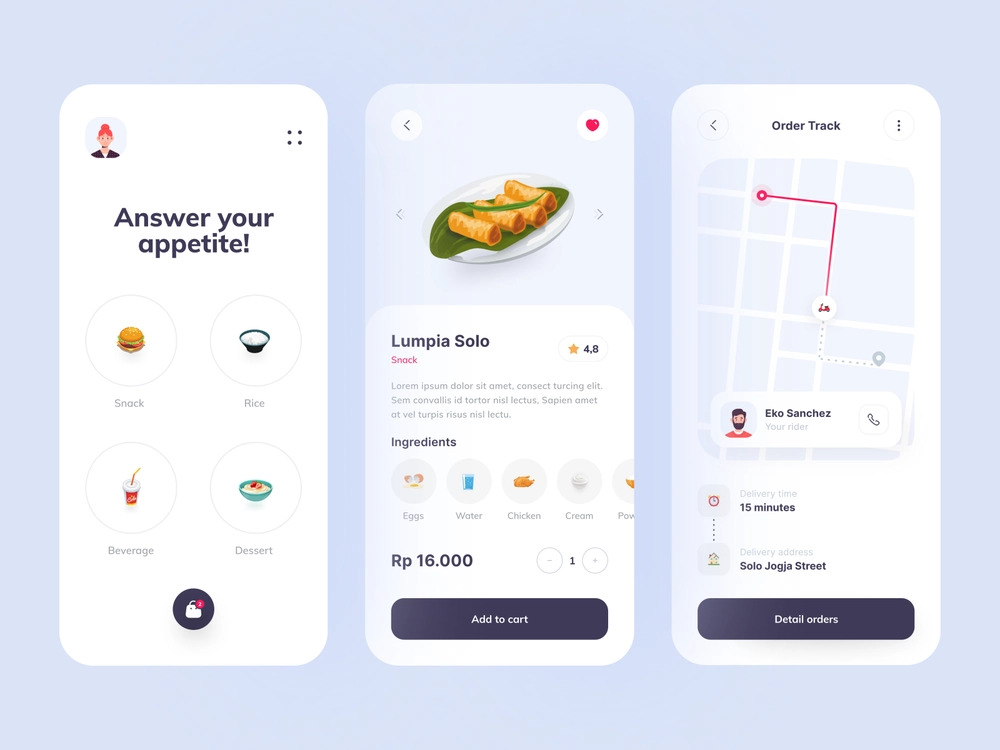 Answer your
appetite!
Snack
Rice
Beverage
Dessert
2
Lumpia Solo
Snack
4,8
Lorem ipsum dolor sit amet, consect turcing elit.
Sem convallis id tortor nisl lectus, Sapien amet
at vel turpis risus nisl lectu.
Ingredients
Eggs
Water
Chicken
Cream
Pow
Rp 16.000
− 1 +
Add to cart
Order Track
Eko Sanchez
Your rider
Delivery time
15 minutes
Delivery address
Solo Jogja Street
Detail orders